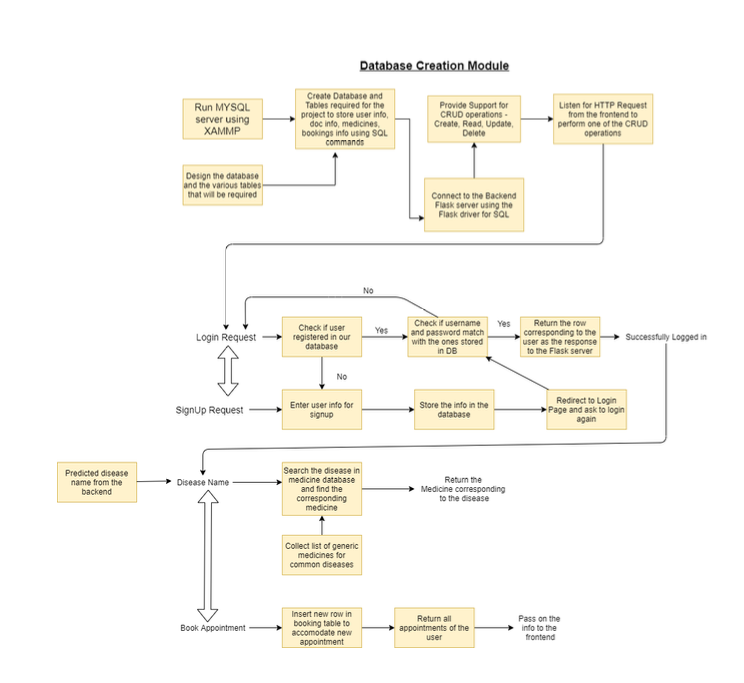 Database Creation Module
Run MYSQL
server using
XAMMP
Create Database and
Tables required for the
project to store user info,
doc info, medicines,
bookings info using SQL
commands
Provide Support for
CRUD operations -
Create, Read, Update,
Delete
Listen for HTTP Request
from the frontend to
perform one of the CRUD
operations
Design the database
and the various tables
that will be required
Connect to the Backend
Flask server using the
Flask driver for SQL
No
Login Request
Check if user
registered in our
database
Yes
Check if username
and password match
with the ones stored
in DB
Yes
Return the row
corresponding to the
user as the response
to the Flask server
Successfully Logged in
No
SignUp Request
Enter user info for
signup
Store the info in the
database
Redirect to Login
Page and ask to login
again
Predicted disease
name from the
backend
Disease Name
Search the disease in
medicine database
and find the
corresponding
medicine
Return the
Medicine corresponding
to the disease
Collect list of generic
medicines for
common diseases
Book Appointment
Insert new row in
booking table to
accomodate new
appointment
Return all
appointments of the
user
Pass on the
info to the
frontend